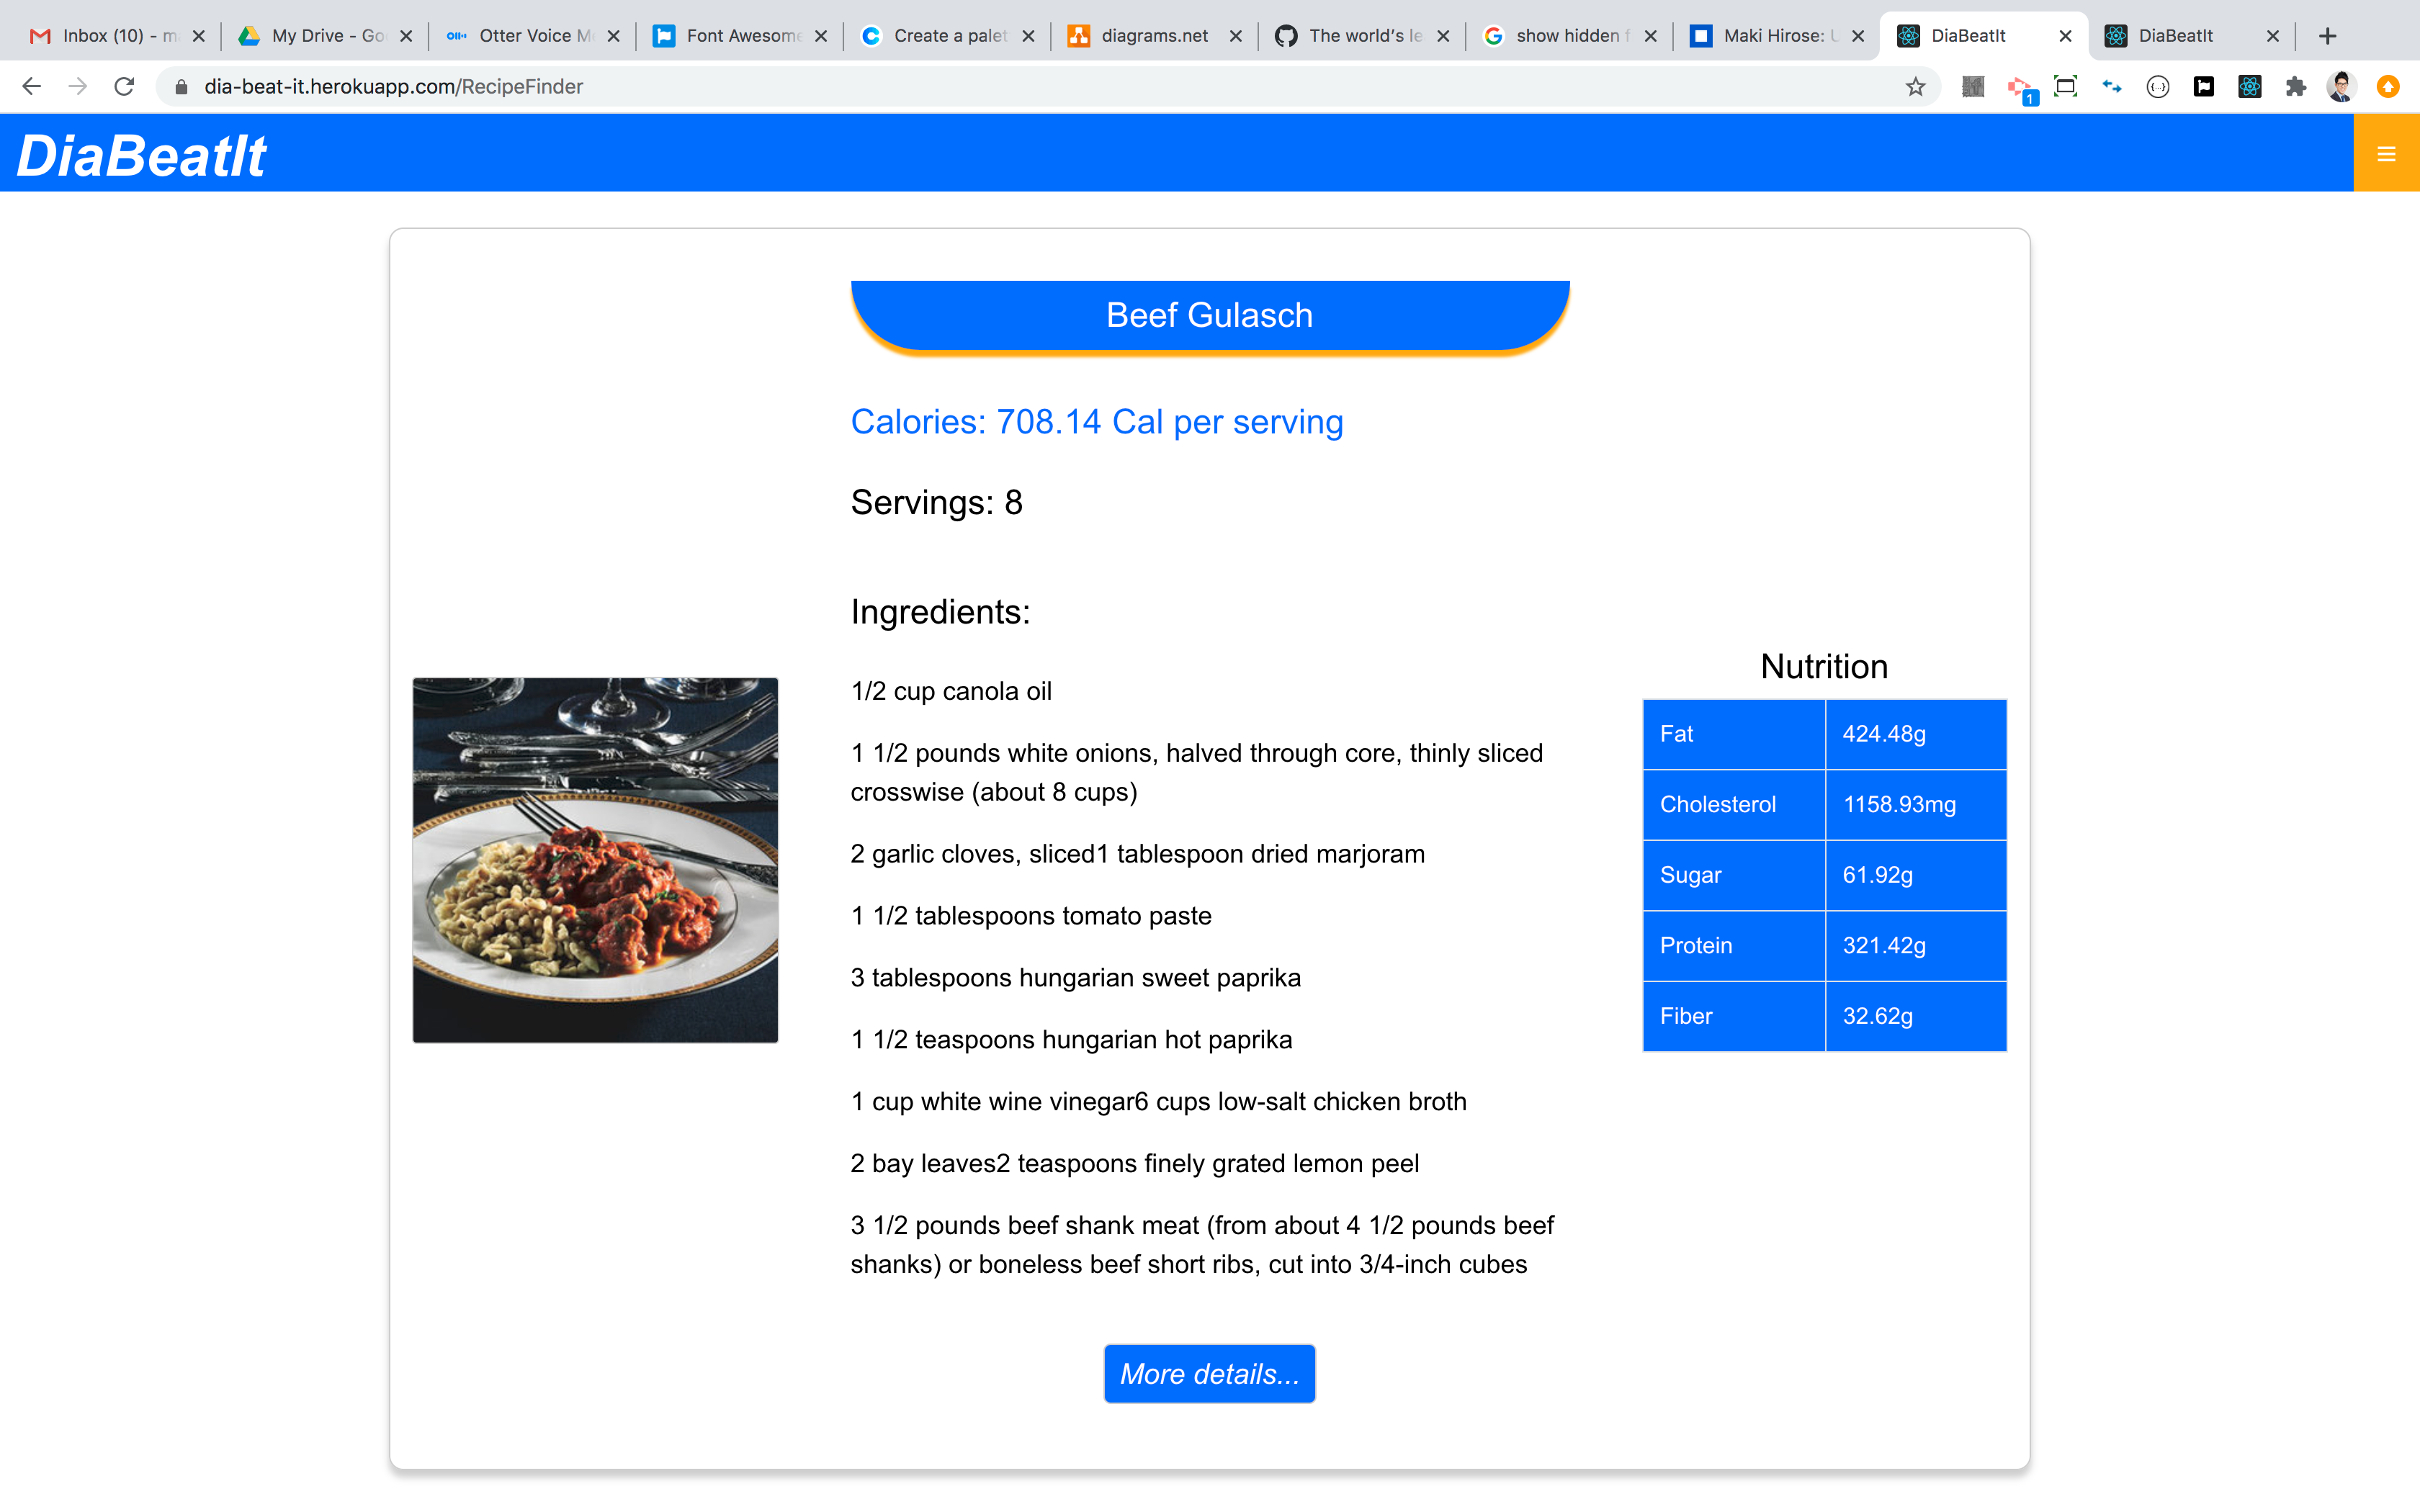 Inbox (10) - m
My Drive - Go
Otter Voice M
Font Awesome
Create a palet
diagrams.net
The world's le
show hidden f
Maki Hirose: U
DiaBeatIt
DiaBeatIt
dia-beat-it.herokuapp.com/RecipeFinder
1
DiaBeatIt
Beef Gulasch
Calories: 708.14 Cal per serving
Servings: 8
Ingredients:
1/2 cup canola oil
1 1/2 pounds white onions, halved through core, thinly sliced
crosswise (about 8 cups)
2 garlic cloves, sliced1 tablespoon dried marjoram
1 1/2 tablespoons tomato paste
3 tablespoons hungarian sweet paprika
1 1/2 teaspoons hungarian hot paprika
1 cup white wine vinegar6 cups low-salt chicken broth
2 bay leaves2 teaspoons finely grated lemon peel
3 1/2 pounds beef shank meat (from about 4 1/2 pounds beef
shanks) or boneless beef short ribs, cut into 3/4-inch cubes
More details...
Nutrition
Fat 424.48g
Cholesterol 1158.93mg
Sugar 61.92g
Protein 321.42g
Fiber 32.62g